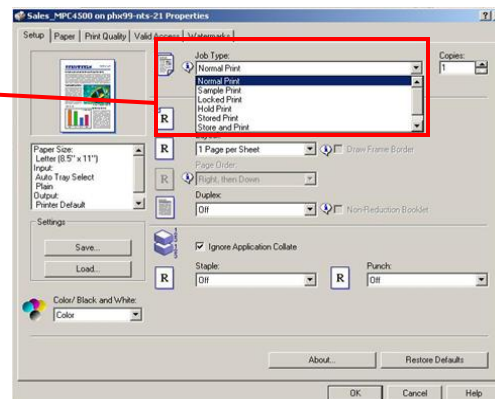 Sales_MPC4500 on phx99-nts-21 Properties
Setup Paper Print Quality Valid Access Watermarks
Job Type:
Normal Print
Copies:
1
Normal Print
Sample Print
Locked Print
Hold Print
Stored Print
Store and Print
R
R
1 Page per Sheet
Draw Frame Border
Page Order:
R
Right, then Down
Duplex:
Off
Non-Reduction Booklet
Paper Size:
Letter (8.5" x 11")
Input:
Auto Tray Select
Plain
Output:
Printer Default
Settings
Save...
Load...
Ignore Application Collate
Staple:
R
Off
Punch:
R
Off
Color/ Black and White:
Color
About...
Restore Defaults
OK
Cancel
Help